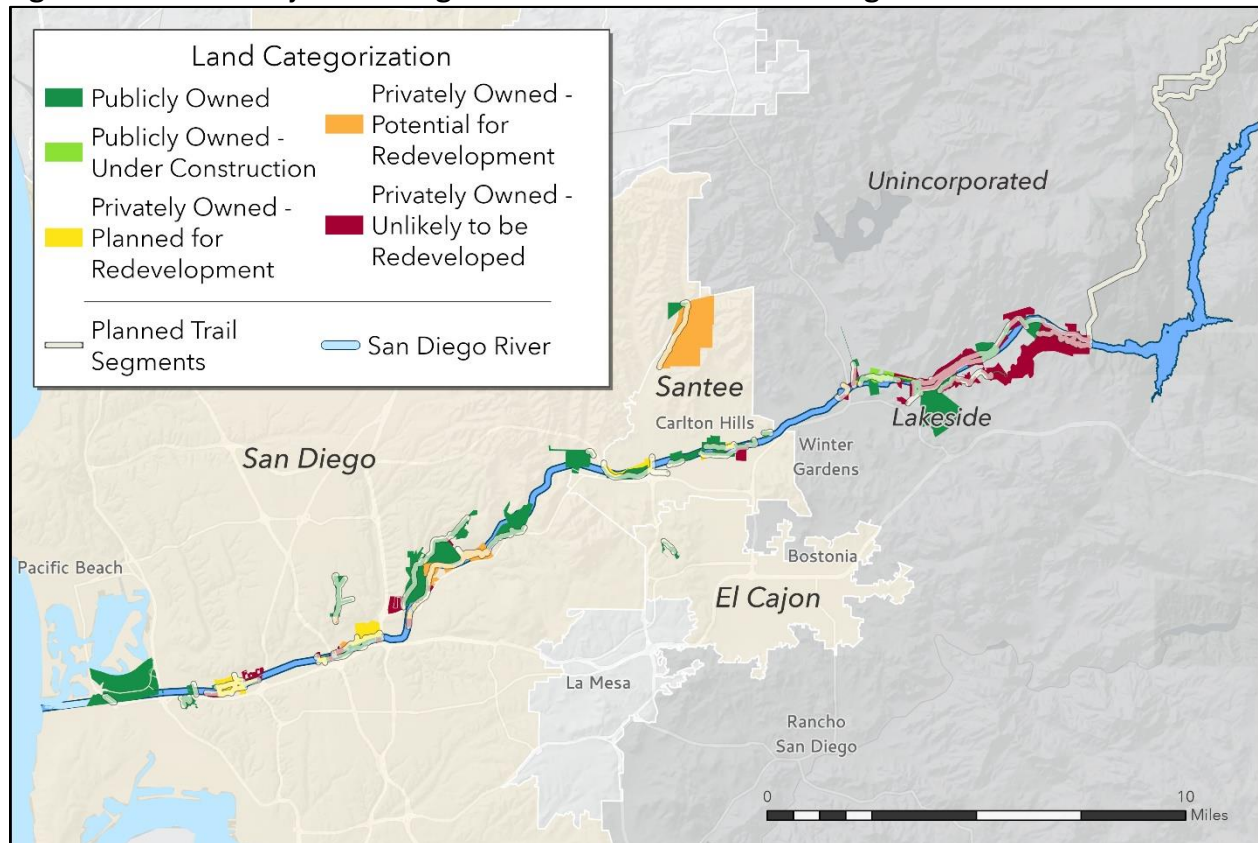 Land Categorization
Publicly Owned
Publicly Owned -
Under Construction
Privately Owned -
Planned for
Redevelopment
Privately Owned -
Potential for
Redevelopment
Privately Owned -
Unlikely to be
Redeveloped
Planned Trail
Segments
San Diego River
Unincorporated
Santee
Carlton Hills
Lakeside
San Diego
Winter
Gardens
Pacific Beach
Bostonia
El Cajon
La Mesa
Rancho
San Diego
0
10
Miles